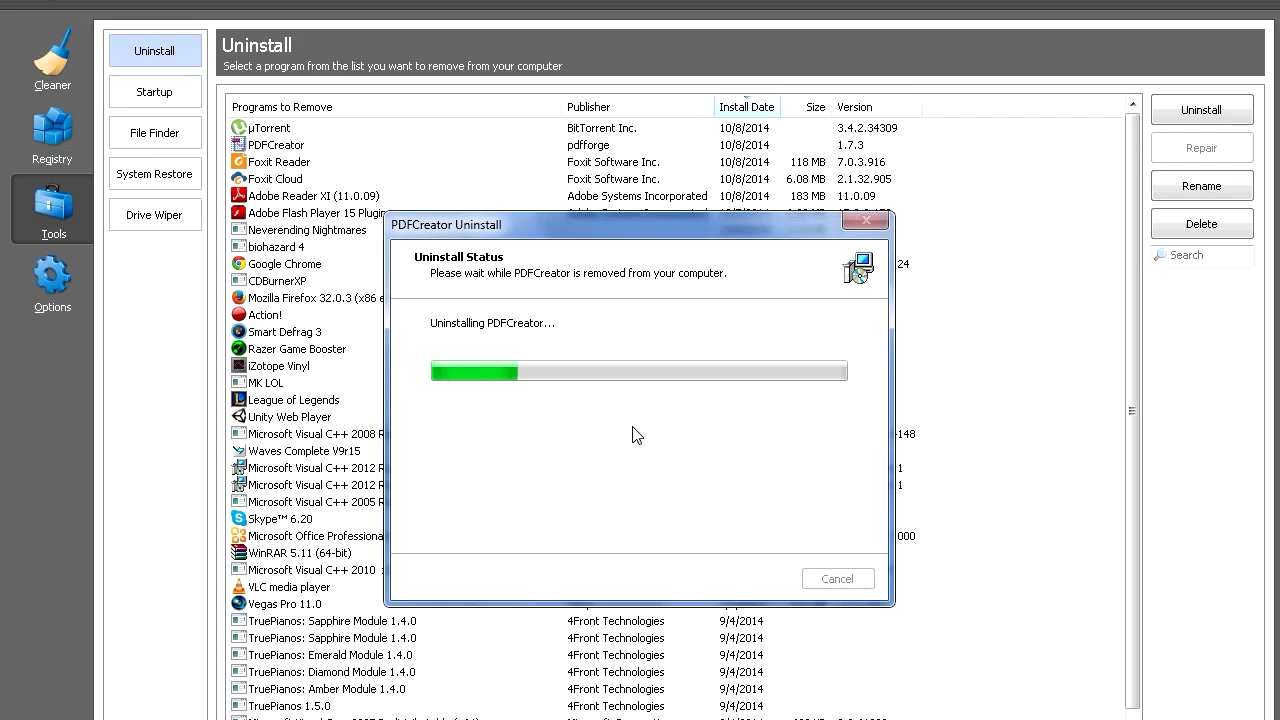 Cleaner
Registry
Tools
Options
Uninstall
Startup
File Finder
System Restore
Drive Wiper
Uninstall
Select a program from the list you want to remove from your computer
Programs to Remove Publisher Install Date Size Version
µTorrent BitTorrent Inc. 10/8/2014 3.4.2.34309
PDFCreator pdfforge 10/8/2014 1.7.3
Foxit Reader Foxit Software Inc. 10/8/2014 118 MB 7.0.3.916
Foxit Cloud Foxit Software Inc. 10/8/2014 6.08 MB 2.1.32.905
Adobe Reader XI (11.0.09) Adobe Systems Incorporated 10/8/2014 183 MB 11.0.09
Adobe Flash Player 15 Plugin
Neverending Nightmares
biohazard 4
Google Chrome 24
CDBurnerXP
Mozilla Firefox 32.0.3 (x86 e
Action!
Smart Defrag 3
Razer Game Booster
iZotope Vinyl
MK LOL
League of Legends
Unity Web Player
Microsoft Visual C++ 2008 R -148
Waves Complete V9r15
Microsoft Visual C++ 2012 R 1
Microsoft Visual C++ 2012 R 1
Microsoft Visual C++ 2005 R
Skype™ 6.20
Microsoft Office Professiona 000
WinRAR 5.11 (64-bit)
Microsoft Visual C++ 2010
VLC media player
Vegas Pro 11.0
TruePianos: Sapphire Module 1.4.0 4Front Technologies 9/4/2014
TruePianos: Sapphire Module 1.4.0 4Front Technologies 9/4/2014
TruePianos: Emerald Module 1.4.0 4Front Technologies 9/4/2014
TruePianos: Diamond Module 1.4.0 4Front Technologies 9/4/2014
TruePianos: Amber Module 1.4.0 4Front Technologies 9/4/2014
TruePianos 1.5.0 4Front Technologies 9/4/2014
PDFCreator Uninstall
Uninstall Status
Please wait while PDFCreator is removed from your computer.
Uninstalling PDFCreator...
Cancel
Uninstall
Repair
Rename
Delete
Search